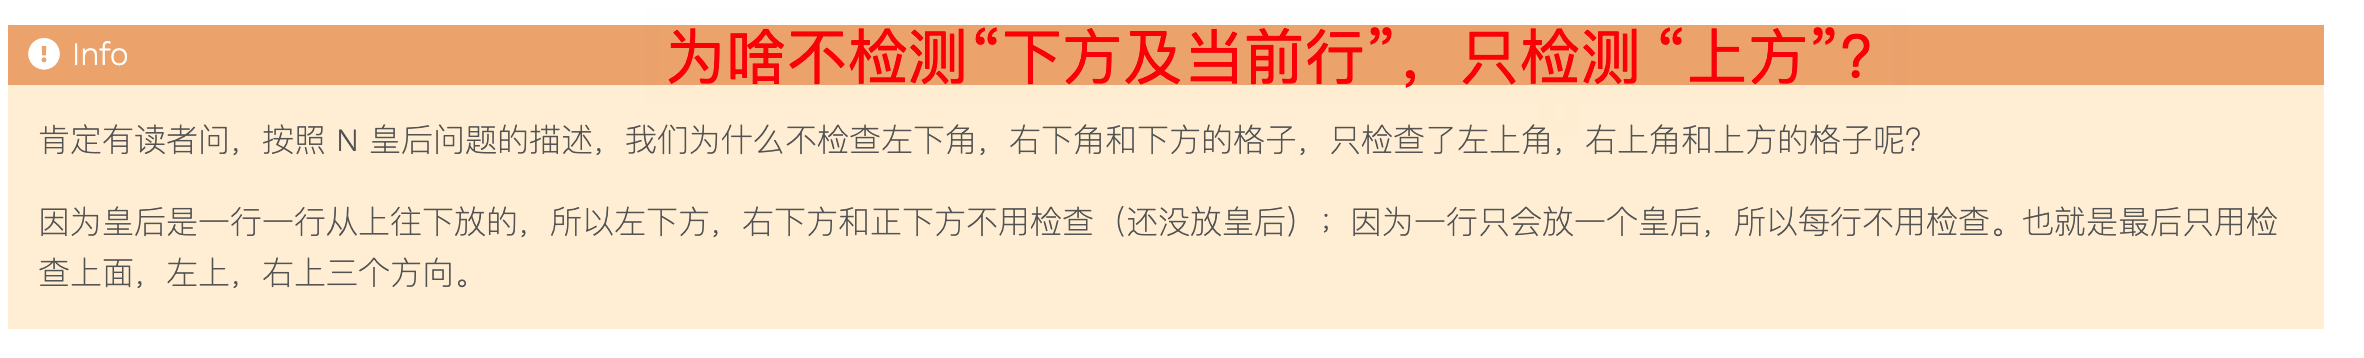 Info
为啥不检测“下方及当前行”，只检测 “上方”？
肯定有读者问，按照 N 皇后问题的描述，我们为什么不检查左下角，右下角和下方的格子，只检查了左上角，右上角和上方的格子呢？
因为皇后是一行一行从上往下放的，所以左下方，右下方和正下方不用检查（还没放皇后）；因为一行只会放一个皇后，所以每行不用检查。也就是最后只用检
查上面，左上，右上三个方向。